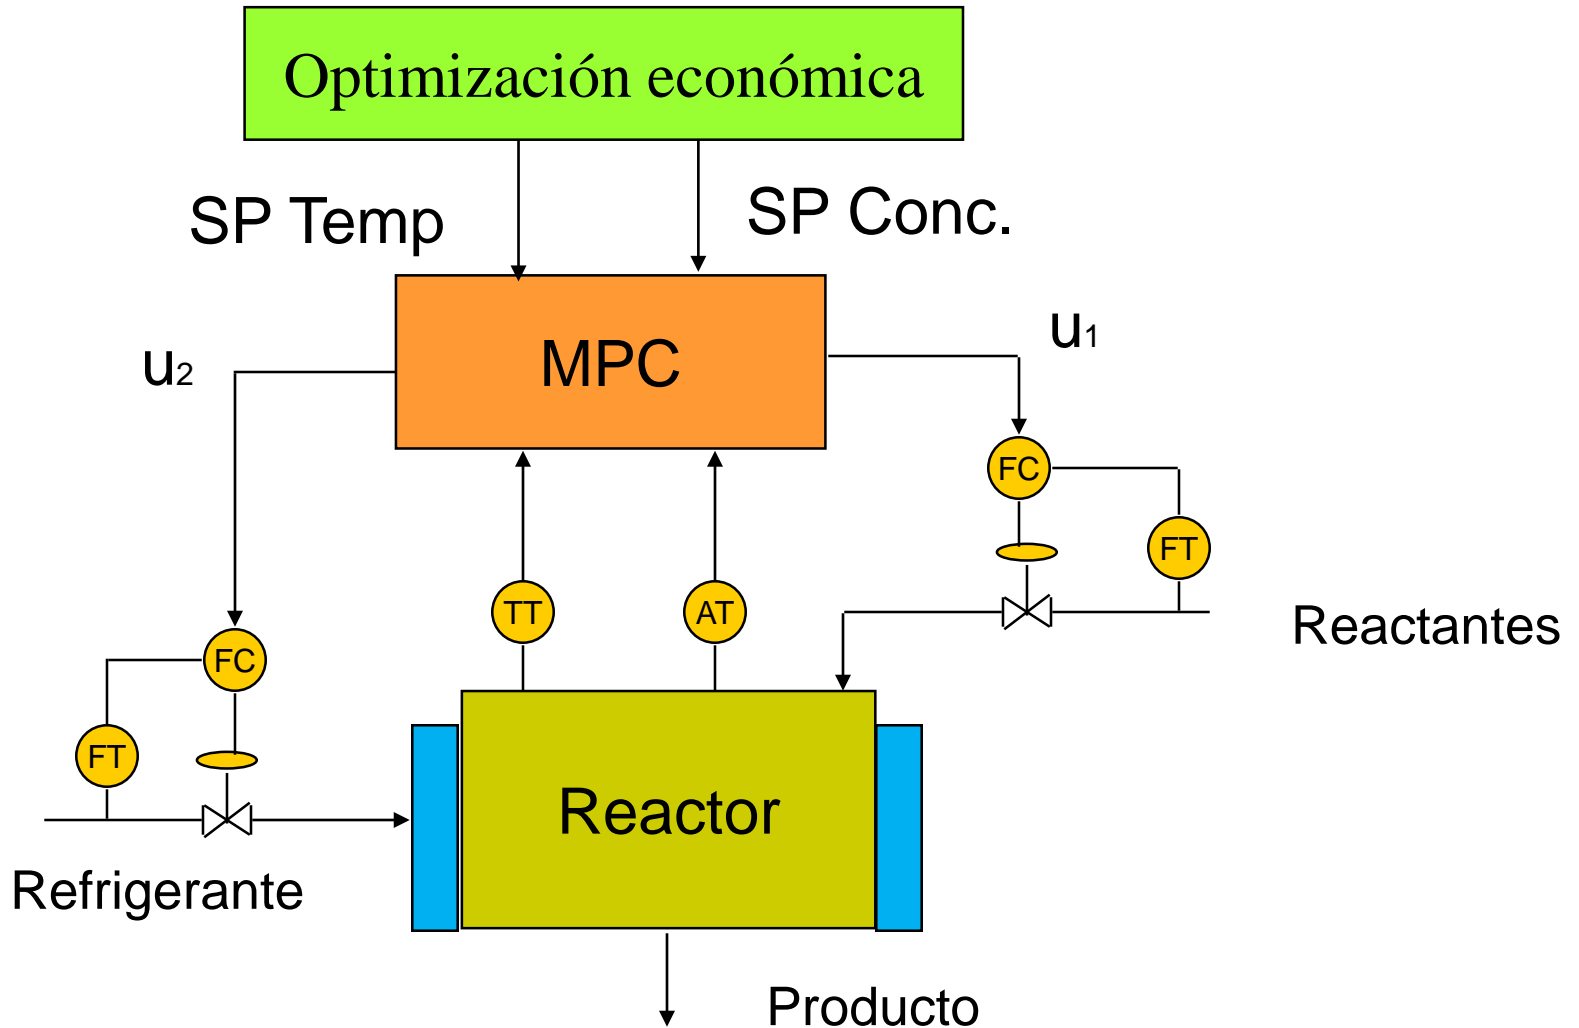 Optimización económica
SP Temp
SP Conc.
u2
MPC
u1
FC
FT
TT
AT
Reactantes
FC
FT
Reactor
Refrigerante
Producto